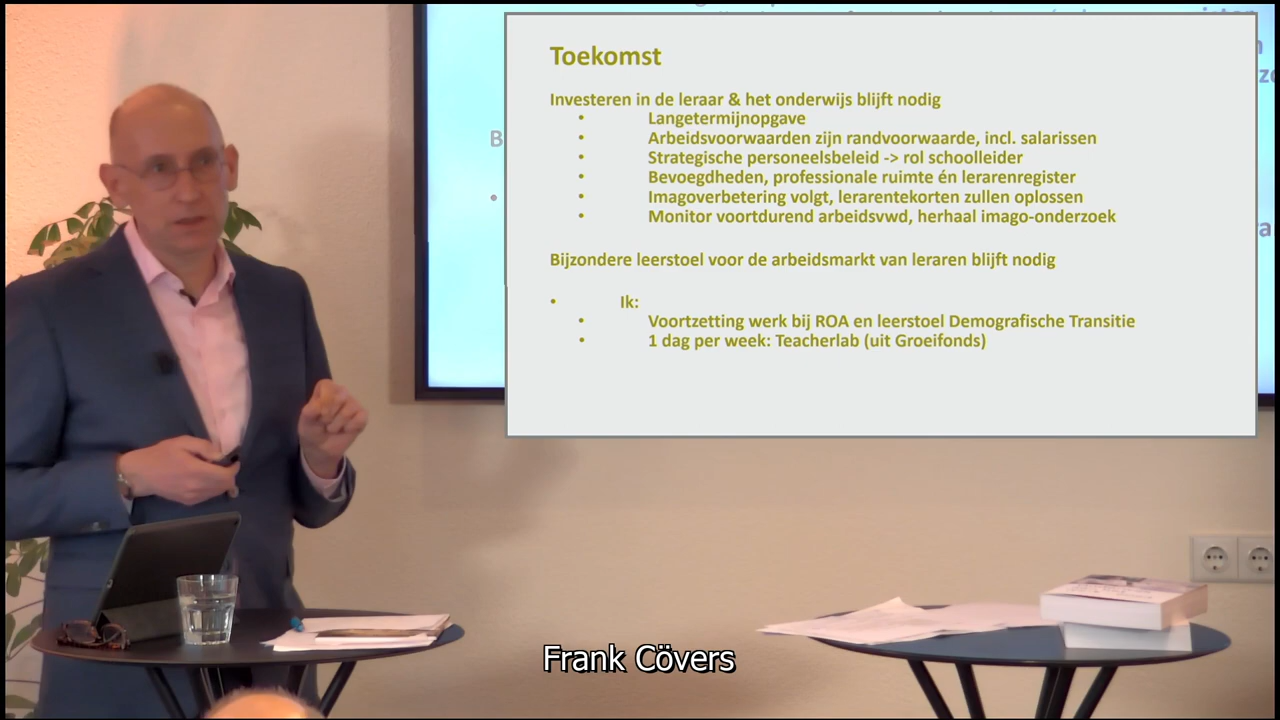 Toekomst
Investeren in de leraar & het onderwijs blijft nodig
• Langetermijnopgave
• Arbeidsvoorwaarden zijn randvoorwaarde, incl. salarissen
• Strategische personeelsbeleid -> rol schoolleider
• Bevoegdheden, professionale ruimte én lerarenregister
• Imagoverbetering volgt, lerarentekorten zullen oplossen
• Monitor voortdurend arbeidsvwd, herhaal imago-onderzoek
Bijzondere leerstoel voor de arbeidsmarkt van leraren blijft nodig
• Ik:
• Voortzetting werk bij ROA en leerstoel Demografische Transitie
• 1 dag per week: Teacherlab (uit Groeifonds)
Frank Cövers